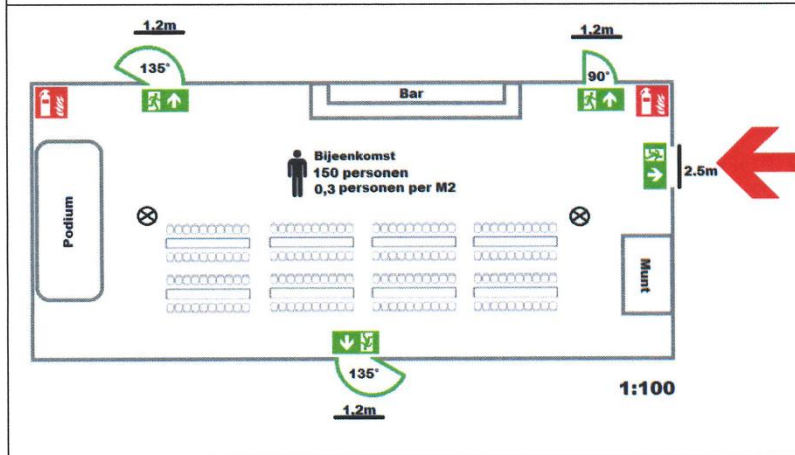 1,2m
1,2m
135°
90°
Bar
Bijeenkomst
150 personen
0,3 personen per M2
2.5m
Podium
Munt
135°
1:100
1,2m